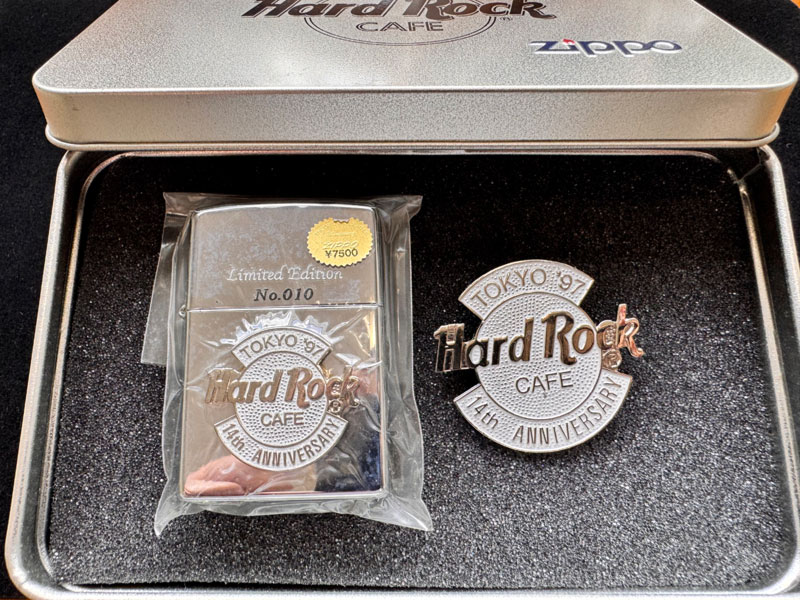 Hard Rock
CAFE
zippo
ZIPPO
¥7500
Limited Edition
No.010
TOKYO '97
Hard Rock
®
CAFE
14th ANNIVERSARY
TOKYO '97
Hard Rock
®
CAFE
14th ANNIVERSARY